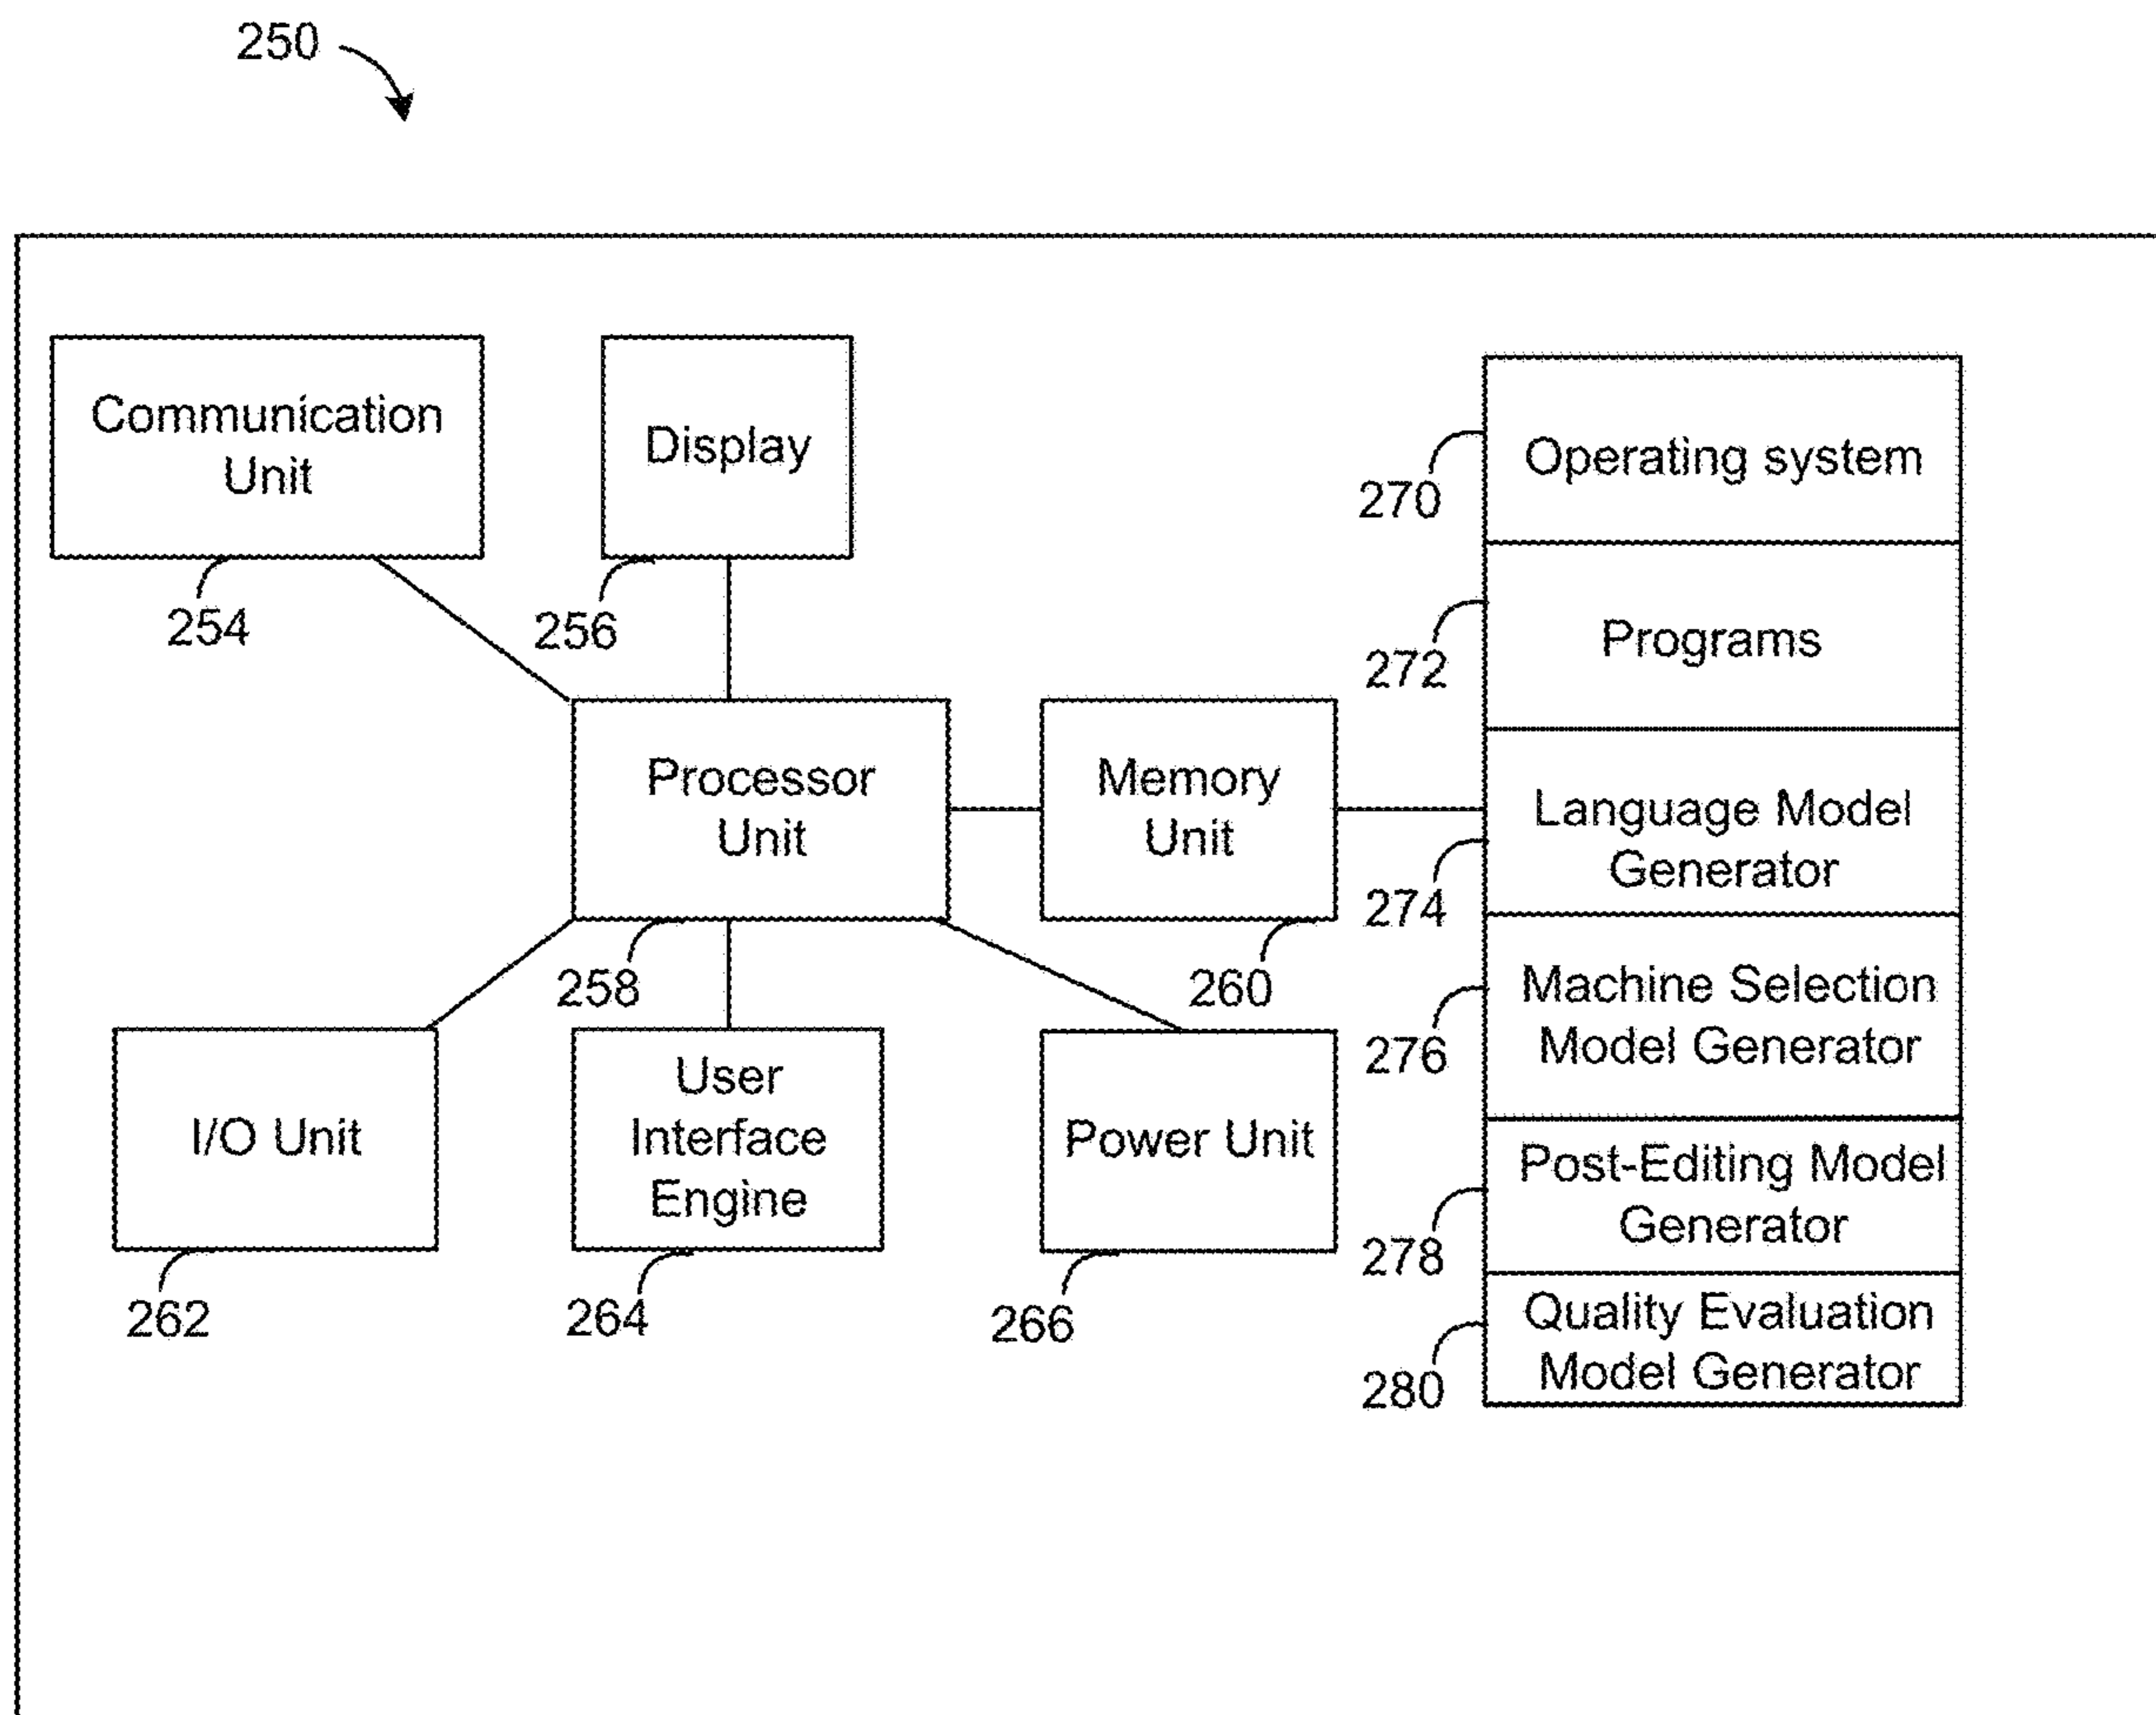 250
Communication
Unit
254
Display
256
Processor
Unit
258
Memory
Unit
260
I/O Unit
262
User
Interface
Engine
264
Power Unit
266
Operating system
270
Programs
272
Language Model
Generator
274
Machine Selection
Model Generator
276
Post-Editing Model
Generator
278
Quality Evaluation
Model Generator
280